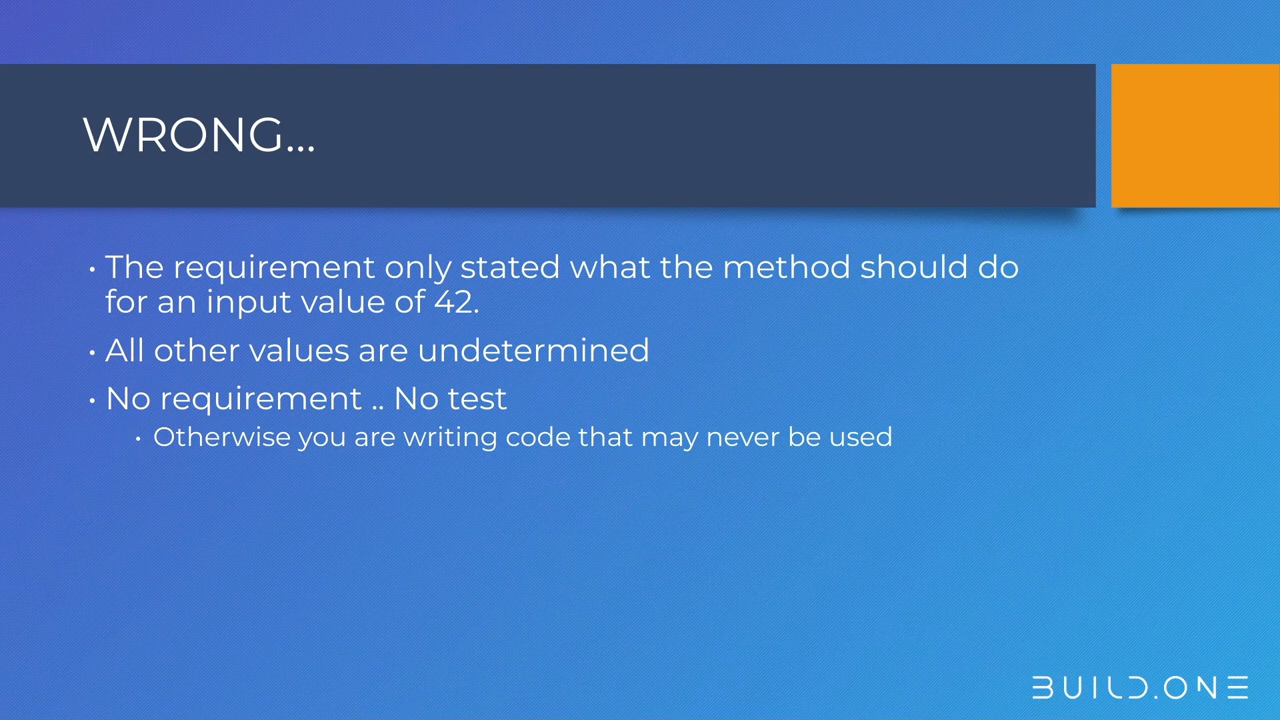 WRONG...
• The requirement only stated what the method should do
for an input value of 42.
• All other values are undetermined
• No requirement .. No test
• Otherwise you are writing code that may never be used
BUILD.ONE